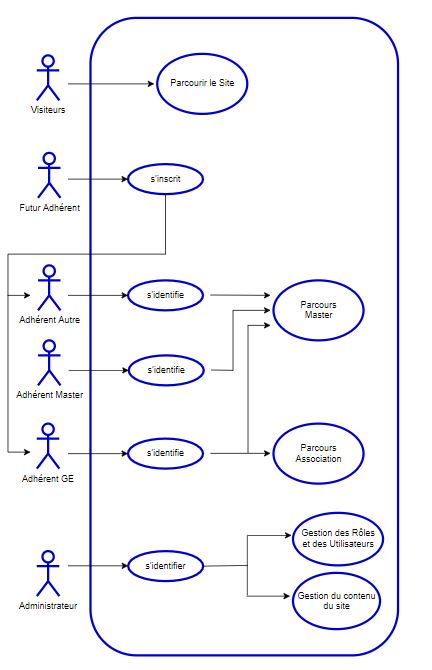 Parcourir le Site
Visiteurs
s'inscrit
Futur Adhérent
s'identifie
Adhérent Autre
Parcours
Master
s'identifie
Adhérent Master
s'identifie
Adhérent GE
Parcours
Association
Gestion des Rôles
et des Utilisateurs
s'identifier
Administrateur
Gestion du contenu
du site